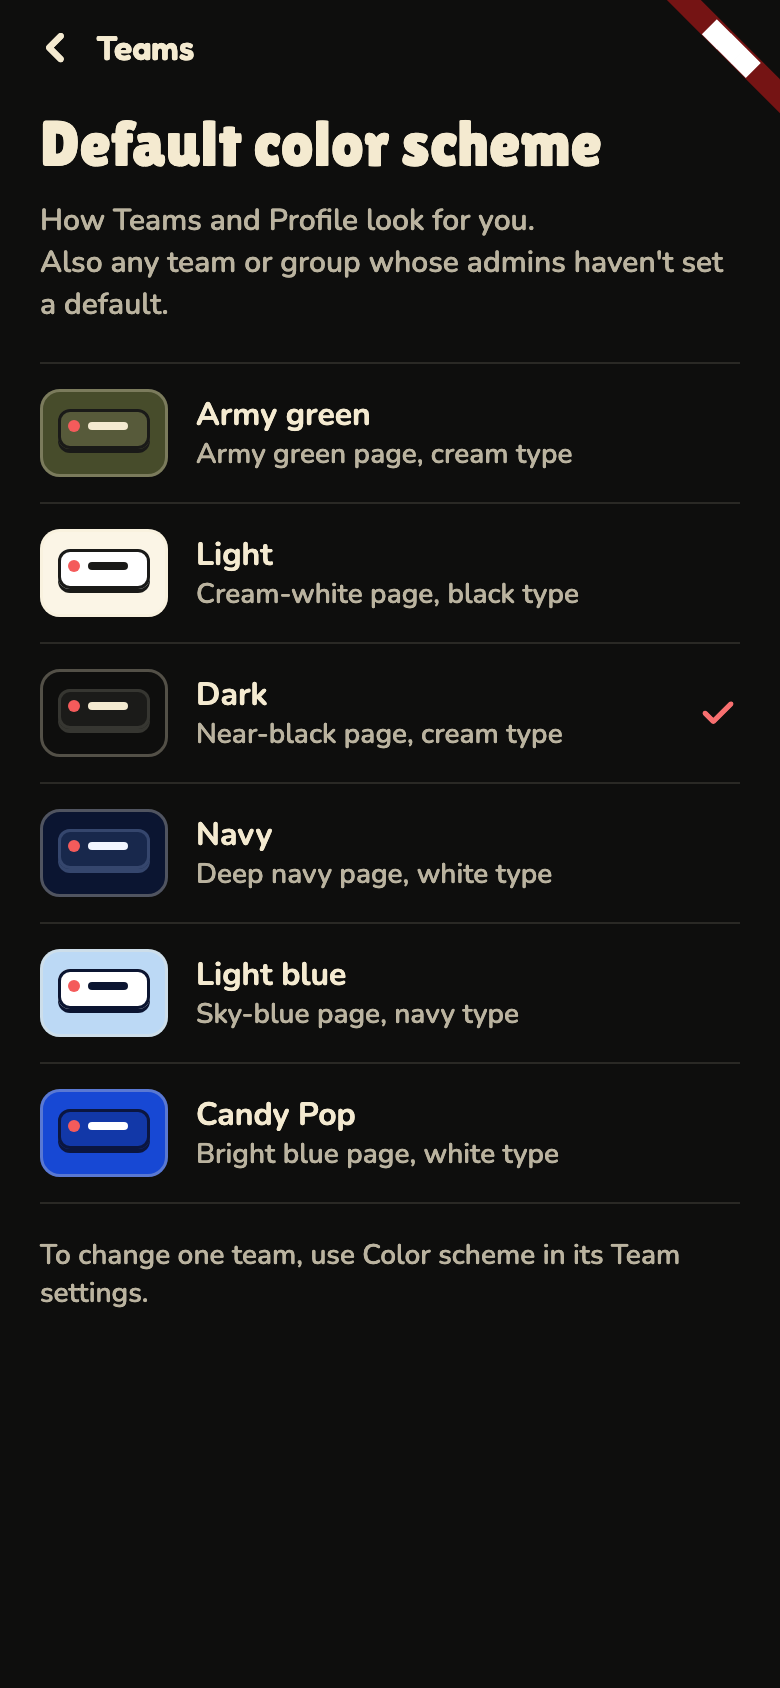 Teams
Default color scheme
How Teams and Profile look for you.
Also any team or group whose admins haven't set
a default.
Army green
Army green page, cream type
Light
Cream-white page, black type
Dark
Near-black page, cream type
Navy
Deep navy page, white type
Light blue
Sky-blue page, navy type
Candy Pop
Bright blue page, white type
To change one team, use Color scheme in its Team
settings.